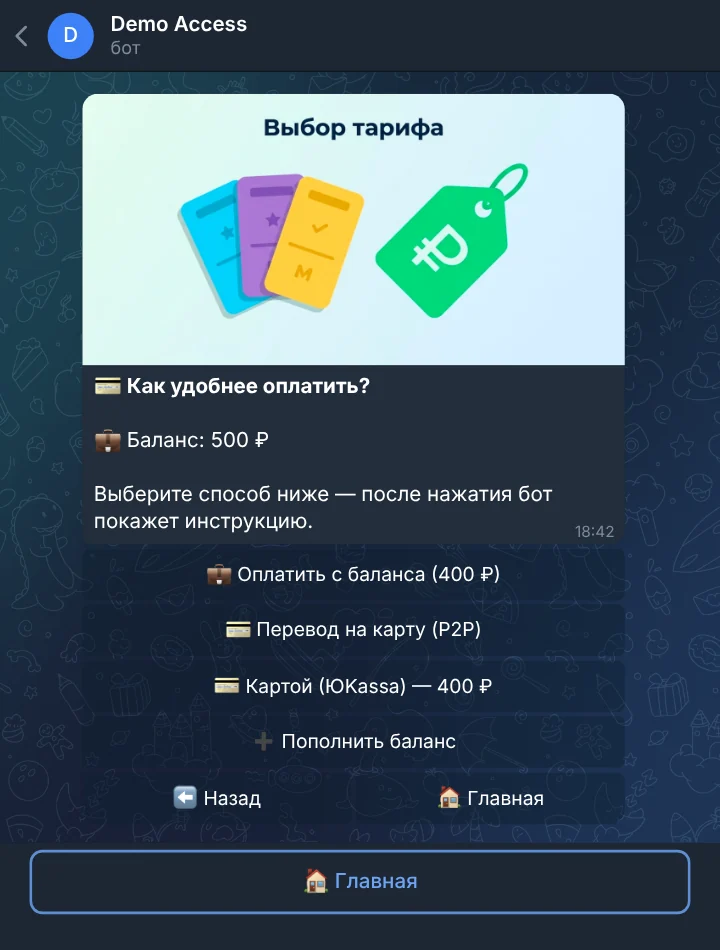 D
Demo Access
бот
Выбор тарифа
М
₽
💳 Как удобнее оплатить?
💼 Баланс: 500 ₽
Выберите способ ниже — после нажатия бот
покажет инструкцию.
18:42
💼 Оплатить с баланса (400 ₽)
💳 Перевод на карту (P2P)
💳 Картой (ЮKassa) — 400 ₽
➕ Пополнить баланс
⬅️ Назад
🏠 Главная
🏠 Главная